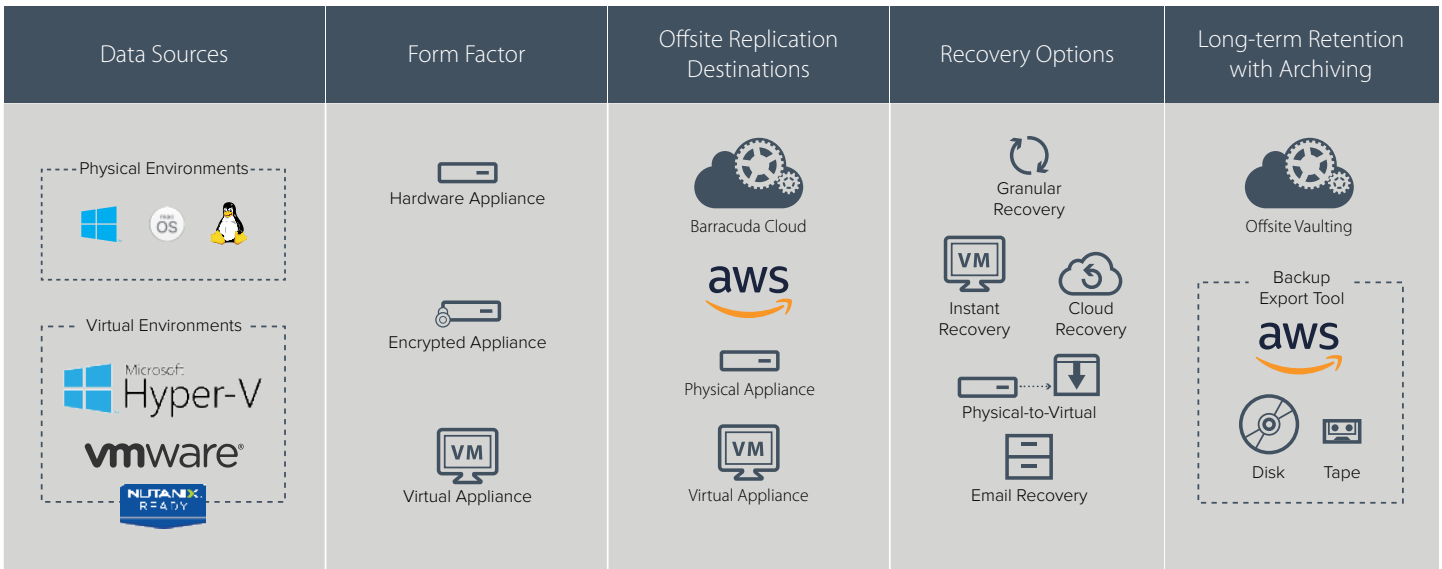 Data Sources
Form Factor
Offsite Replication
Destinations
Recovery Options
Long-term Retention
with Archiving
Physical Environments
mac
OS
Virtual Environments
Microsoft
Hyper-V
vmware®
NUTANIX.
READY
Hardware Appliance
Encrypted Appliance
VM
Virtual Appliance
Barracuda Cloud
aws
Physical Appliance
VM
Virtual Appliance
Granular
Recovery
VM
Instant
Recovery
Cloud
Recovery
Physical-to-Virtual
Email Recovery
Offsite Vaulting
Backup
Export Tool
aws
Disk
Tape